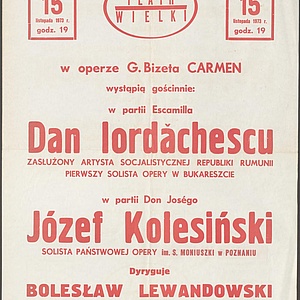 15
listopada 1973 r.
godz. 19
TEATR
WIELKI
15
listopada 1973 r.
godz. 19
w operze G. Bizeta CARMEN
wystąpią gościnnie:
w partii Escamilla
Dan Iordăchescu
ZASŁUŻONY ARTYSTA SOCJALISTYCZNEJ REPUBLIKI RUMUNII
PIERWSZY SOLISTA OPERY W BUKARESZCIE
w partii Don Joségo
Józef Kolesiński
SOLISTA PAŃSTWOWEJ OPERY im. S. MONIUSZKI w POZNANIU
Dyryguje
BOLESŁAW LEWANDOWSKI